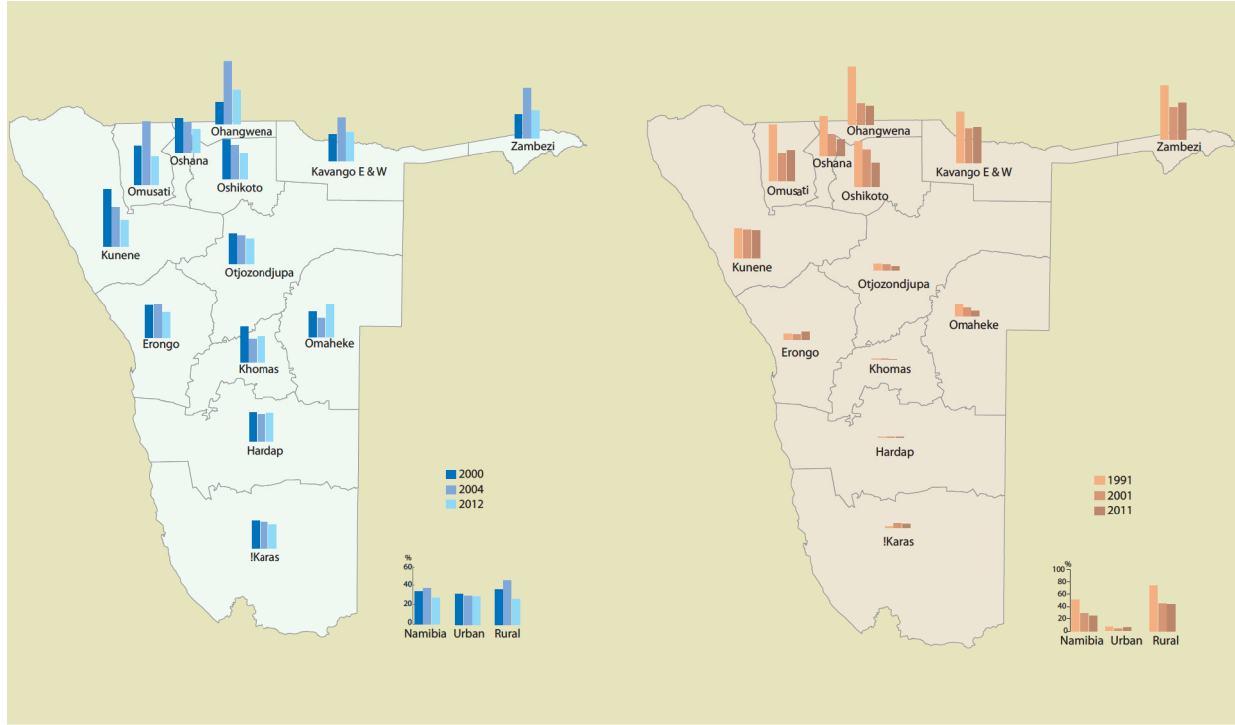 Ohangwena
Zambezi
Oshana
Kavango E & W
Oshikoto
Omusati
Kunene
Otjozondjupa
Erongo
Omaheke
Khomas
Hardap
2000
2004
2012
!Karas
%
60
40
20
0
Namibia Urban Rural
Ohangwena
Zambezi
Oshana
Kavango E & W
Omusati
Oshikoto
Kunene
Otjozondjupa
Omaheke
Erongo
Khomas
Hardap
1991
2001
2011
!Karas
%
100
80
60
40
20
0
Namibia Urban Rural